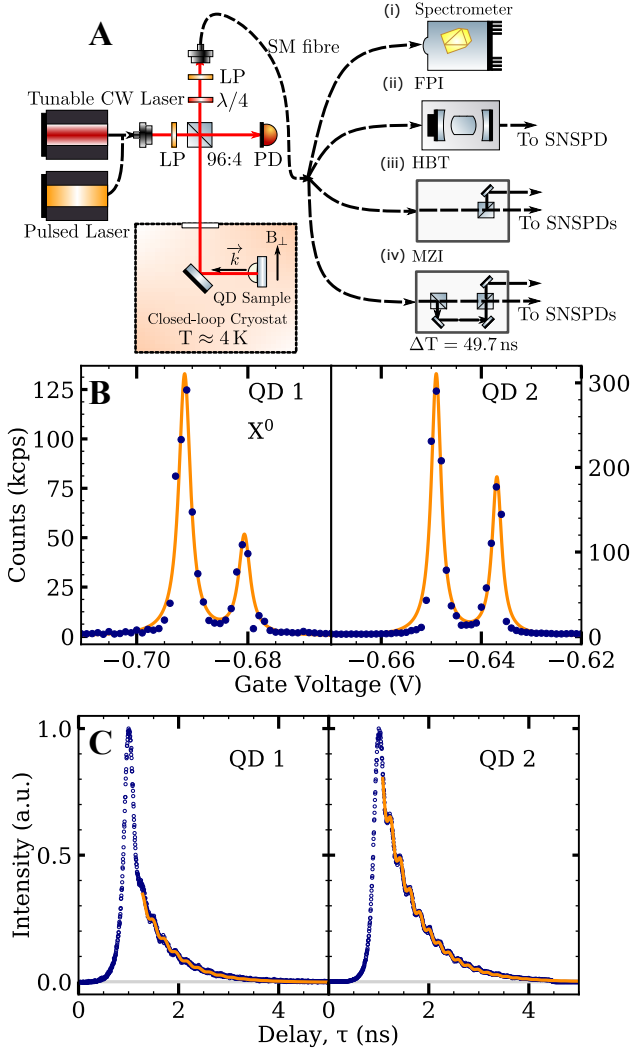 A
(i)
Spectrometer
SM fibre
LP
(ii)
FPI
Tunable CW Laser
λ/4
To SNSPD
LP
96:4
PD
(iii)
HBT
Pulsed Laser
To SNSPDs
B⊥
k
(iv)
MZI
QD Sample
Closed-loop Cryostat
T ≈ 4 K
To SNSPDs
ΔT = 49.7 ns
B
QD 1
QD 2
X⁰
Counts (kcps)
125
100
75
50
25
0
300
200
100
0
−0.70
−0.68
−0.66
−0.64
−0.62
Gate Voltage (V)
C
QD 1
QD 2
Intensity (a.u.)
1.0
0.5
0.0
0
2
4
0
2
4
Delay, τ (ns)